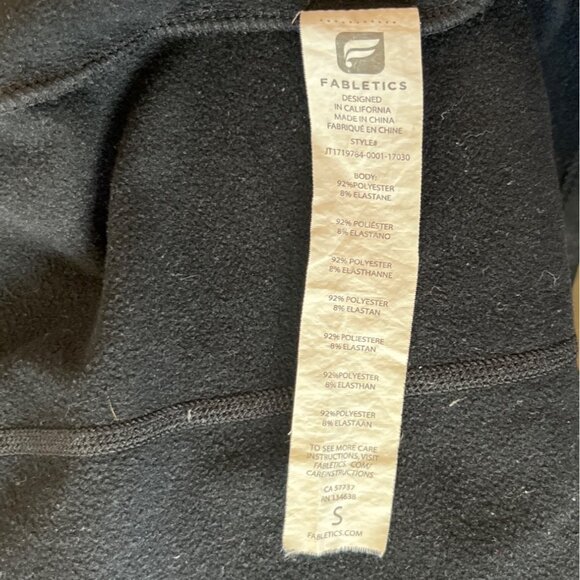 FABLETICS
DESIGNED
IN CALIFORNIA
MADE IN CHINA
FABRIQUÉ EN CHINE
STYLE#
JT1719784-0001-17030
BODY:
92%POLYESTER
8% ELASTANE
92% POLIÉSTER
8% ELASTANO
92% POLYESTER
8% ELASTHANNE
92% POLYESTER
8% ELASTAN
92% POLIESTERE
8% ELASTAN
92%POLYESTER
8% ELASTHAN
92% POLYESTER
8% ELASTAAN
TO SEE MORE CARE
INSTRUCTIONS, VISIT
FABLETICS.COM/
CAREINSTRUCTIONS:
CA 57737
RN 134638
S
FABLETICS.COM